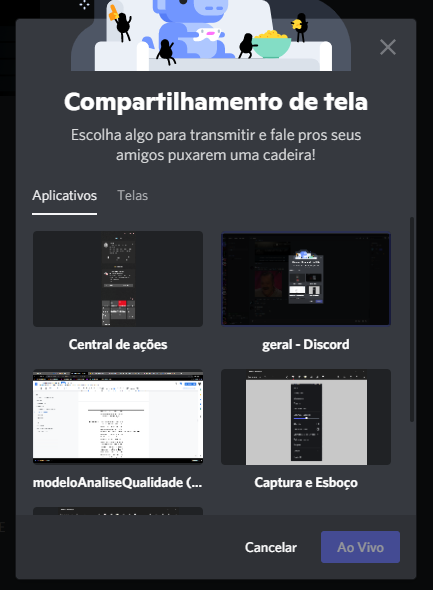 Compartilhamento de tela
Escolha algo para transmitir e fale pros seus
amigos puxarem uma cadeira!
Aplicativos Telas
Central de ações
geral - Discord
modeloAnaliseQualidade (...
Captura e Esboço
Cancelar
Ao Vivo